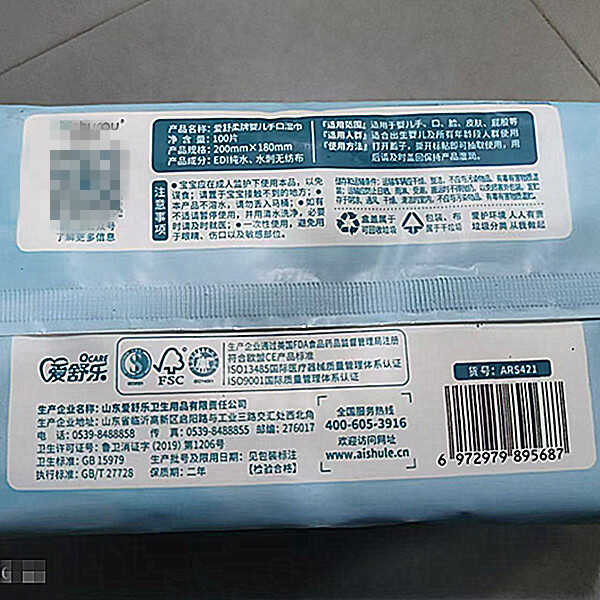 产品名称：爱舒柔牌婴儿手口湿巾
净 含 量：100片
产品规格：200mm×180mm
产品成分：EDI纯水、水刺无纺布
『适用范围』适用于婴儿手、口、脸、皮肤、屁股等
『适用人群』适合出生婴儿及所有年龄段人群使用
『使用方法』打开盖子，撕开标贴即可抽取使用，用
后请及时盖回保持产品湿润。
了解更多信息
注意事项
●宝宝应在成人监护下使用本品，以免
误食；请置于宝宝接触不到的地方；●
本品不溶于水，请勿丢入马桶；●如有
不适请暂停使用，并用清水洗净，必要
时请及时就医；●一次性使用，避免用
于眼睛、伤口以及敏感部位。
盒盖属于
可回收垃圾
包装、布
属于干垃圾
爱护环境 人人有责
垃圾分类 从我做起
QCARE
爱舒乐
FSC
生产企业通过美国FDA食品药品监督管理局注册
符合欧盟CE产品标准
ISO13485国际医疗器械质量管理体系认证
ISO9001国际质量管理体系认证
生产企业名称：山东爱舒乐卫生用品有限责任公司
生产企业地址：山东省临沂高新区启阳路与工业三路交汇处西北角
电 话：0539-8488858 传真：0539-8488855 邮编：276017
卫生许可证号：鲁卫消证字（2019）第1206号
卫生标准：GB 15979
生产批号及限用日期：见包装标注
执行标准：GB/T 27728
保质期：二年
【检验合格】
全国服务热线
400-605-3916
欢迎访问网址
www.aishule.cn
货号：ARS421
6 972979 895687